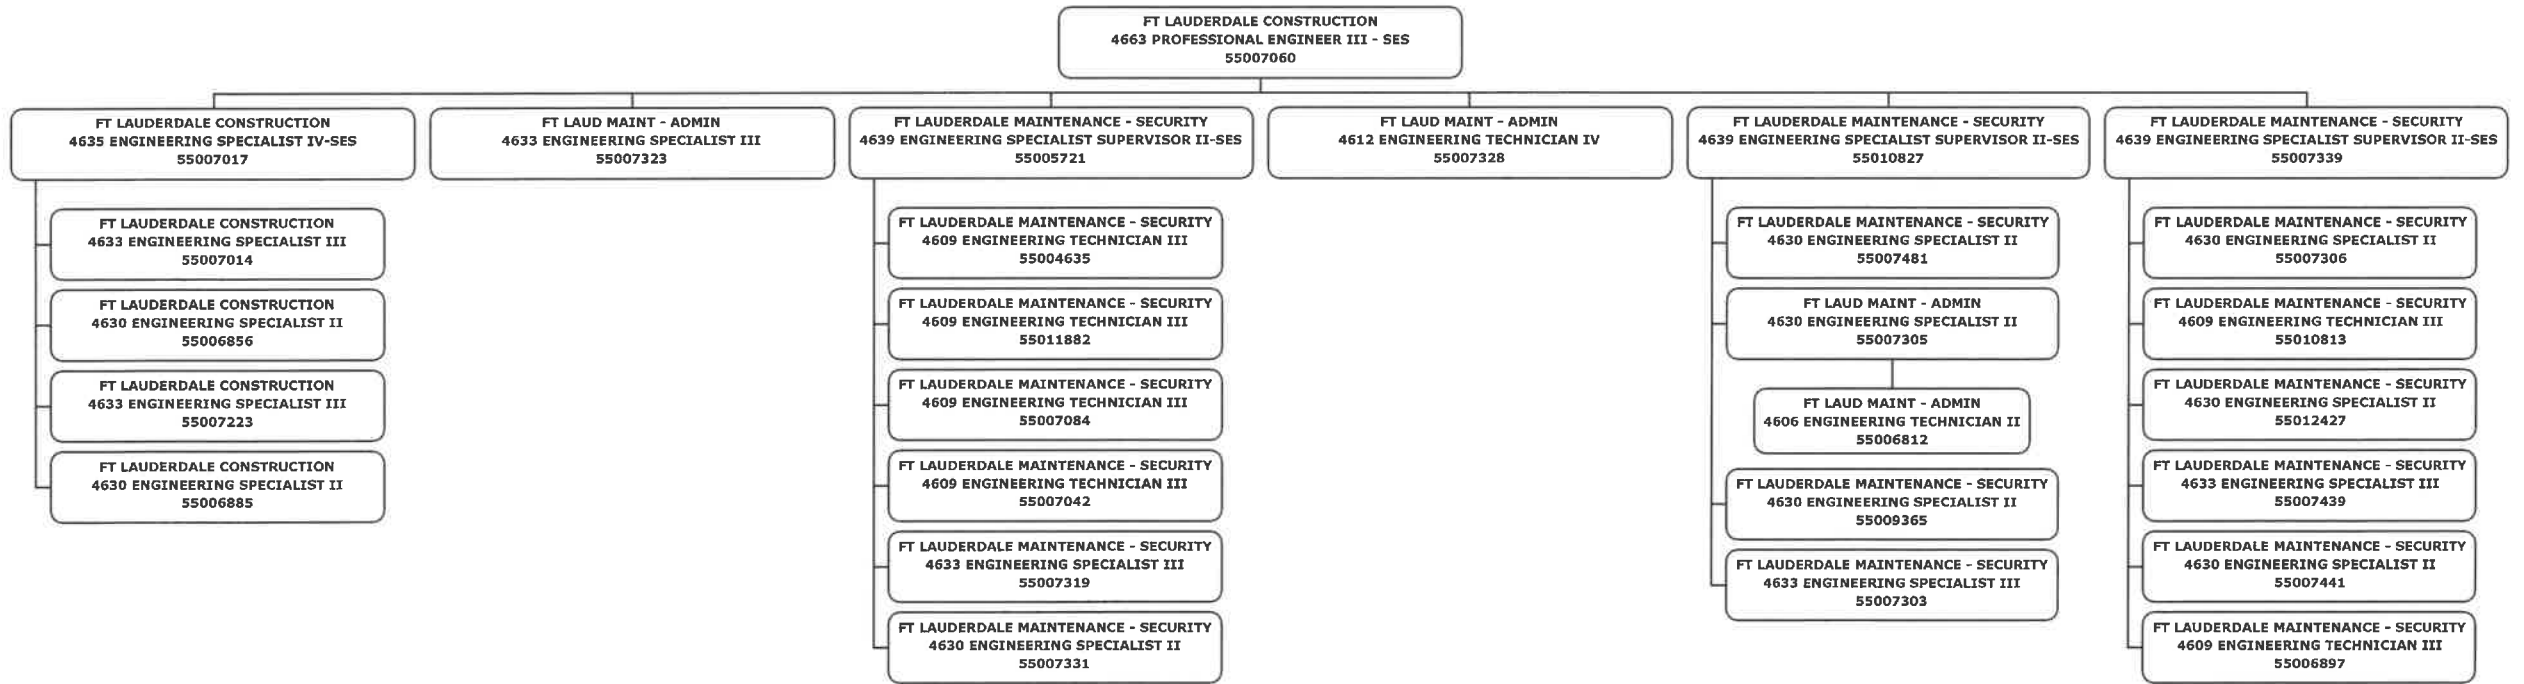 FT LAUDERDALE CONSTRUCTION
4663 PROFESSIONAL ENGINEER III - SES
55007060
FT LAUDERDALE CONSTRUCTION
4635 ENGINEERING SPECIALIST IV-SES
55007017
FT LAUDERDALE CONSTRUCTION
4633 ENGINEERING SPECIALIST III
55007014
FT LAUDERDALE CONSTRUCTION
4630 ENGINEERING SPECIALIST II
55006856
FT LAUDERDALE CONSTRUCTION
4633 ENGINEERING SPECIALIST III
55007223
FT LAUDERDALE CONSTRUCTION
4630 ENGINEERING SPECIALIST II
55006885
FT LAUD MAINT - ADMIN
4633 ENGINEERING SPECIALIST III
55007323
FT LAUDERDALE MAINTENANCE - SECURITY
4639 ENGINEERING SPECIALIST SUPERVISOR II-SES
55005721
FT LAUDERDALE MAINTENANCE - SECURITY
4609 ENGINEERING TECHNICIAN III
55004635
FT LAUDERDALE MAINTENANCE - SECURITY
4609 ENGINEERING TECHNICIAN III
55011882
FT LAUDERDALE MAINTENANCE - SECURITY
4609 ENGINEERING TECHNICIAN III
55007084
FT LAUDERDALE MAINTENANCE - SECURITY
4609 ENGINEERING TECHNICIAN III
55007042
FT LAUDERDALE MAINTENANCE - SECURITY
4633 ENGINEERING SPECIALIST III
55007319
FT LAUDERDALE MAINTENANCE - SECURITY
4630 ENGINEERING SPECIALIST II
55007331
FT LAUD MAINT - ADMIN
4612 ENGINEERING TECHNICIAN IV
55007328
FT LAUDERDALE MAINTENANCE - SECURITY
4639 ENGINEERING SPECIALIST SUPERVISOR II-SES
55010827
FT LAUDERDALE MAINTENANCE - SECURITY
4630 ENGINEERING SPECIALIST II
55007481
FT LAUD MAINT - ADMIN
4630 ENGINEERING SPECIALIST II
55007305
FT LAUD MAINT - ADMIN
4606 ENGINEERING TECHNICIAN II
55006812
FT LAUDERDALE MAINTENANCE - SECURITY
4630 ENGINEERING SPECIALIST II
55009365
FT LAUDERDALE MAINTENANCE - SECURITY
4633 ENGINEERING SPECIALIST III
55007303
FT LAUDERDALE MAINTENANCE - SECURITY
4639 ENGINEERING SPECIALIST SUPERVISOR II-SES
55007339
FT LAUDERDALE MAINTENANCE - SECURITY
4630 ENGINEERING SPECIALIST II
55007306
FT LAUDERDALE MAINTENANCE - SECURITY
4609 ENGINEERING TECHNICIAN III
55010813
FT LAUDERDALE MAINTENANCE - SECURITY
4630 ENGINEERING SPECIALIST II
55012427
FT LAUDERDALE MAINTENANCE - SECURITY
4633 ENGINEERING SPECIALIST III
55007439
FT LAUDERDALE MAINTENANCE - SECURITY
4630 ENGINEERING SPECIALIST II
55007441
FT LAUDERDALE MAINTENANCE - SECURITY
4609 ENGINEERING TECHNICIAN III
55006897